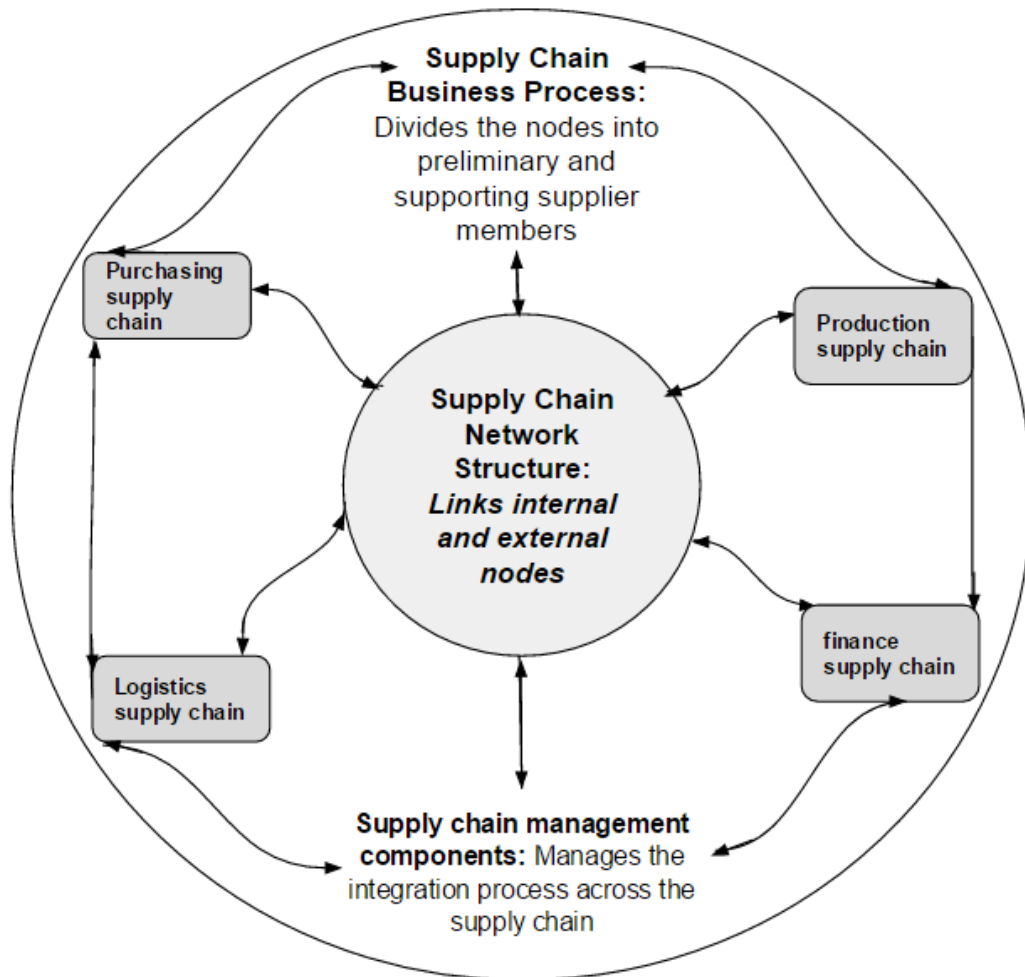 Supply Chain
Business Process:
Divides the nodes into
preliminary and
supporting supplier
members
Purchasing
supply
chain
Production
supply chain
Supply Chain
Network
Structure:
Links internal
and external
nodes
Logistics
supply chain
finance
supply chain
Supply chain management
components: Manages the
integration process across the
supply chain